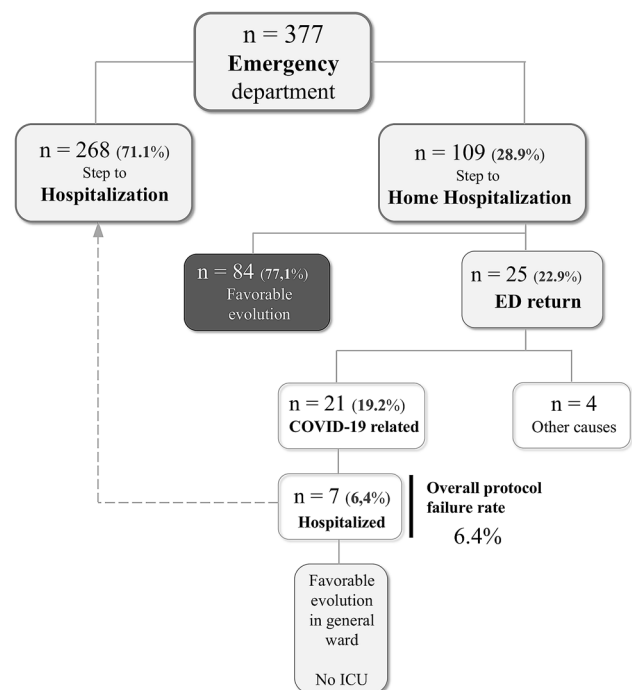 n = 377
Emergency
department
n = 268 (71.1%)
Step to
Hospitalization
n = 109 (28.9%)
Step to
Home Hospitalization
n = 84 (77,1%)
Favorable
evolution
n = 25 (22.9%)
ED return
n = 21 (19.2%)
COVID-19 related
n = 4
Other causes
n = 7 (6,4%)
Hospitalized
Overall protocol
failure rate
6.4%
Favorable
evolution
in general
ward
No ICU